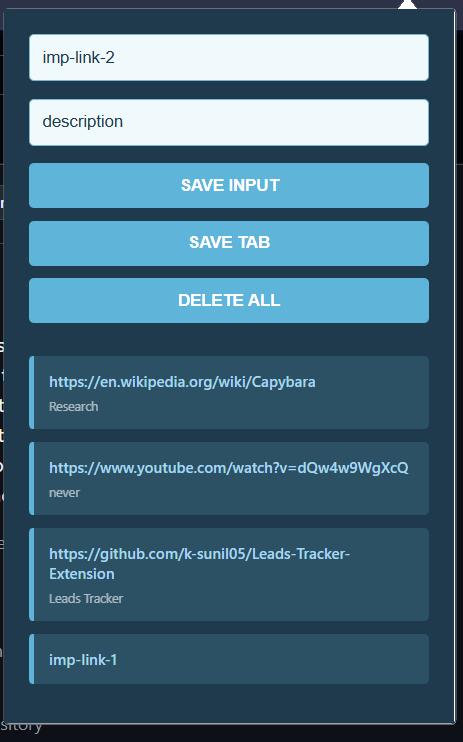 imp-link-2
description
SAVE INPUT
SAVE TAB
DELETE ALL
https://en.wikipedia.org/wiki/Capybara
Research
https://www.youtube.com/watch?v=dQw4w9WgXcQ
never
https://github.com/k-sunil05/Leads-Tracker-
Extension
Leads Tracker
imp-link-1